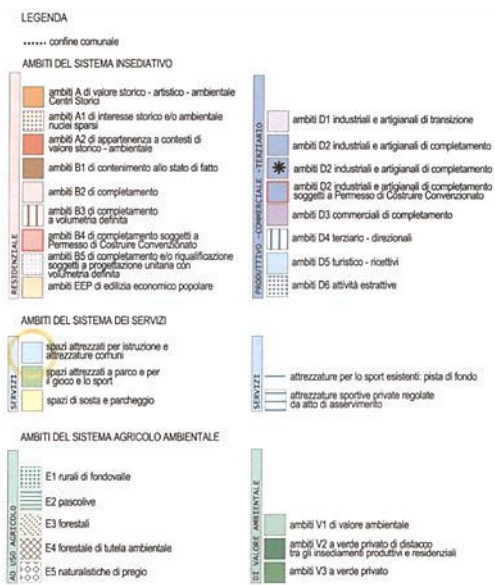 LEGENDA
confine comunale
AMBITI DEL SISTEMA INSEDIATIVO
RESIDENZIALE
ambiti A di valore storico - artistico - ambientale
Centri Storici
ambiti A1 di interesse storico e/o ambientale
nuclei sparsi
ambiti A2 di appartenenza a contesti di
valore storico - ambientale
ambiti B1 di contenimento allo stato di fatto
ambiti B2 di completamento
ambiti B3 di completamento
a volumetria definita
ambiti B4 di completamento soggetti a
Permesso di Costruire Convenzionato
ambiti B5 di completamento e/o riqualificazione
soggetti a progettazione unitaria con
volumetria definita
ambiti EEP di edilizia economico popolare
PRODUTTIVO -COMMERCIALE -TERZIARIO
ambiti D1 industriali e artigianali di transizione
ambiti D2 industriali e artigianali di completamento
ambiti D2 industriali e artigianali di completamento
ambiti D2 industriali e artigianali di completamento
soggetti a Permesso di Costruire Convenzionato
ambiti D3 commerciali di completamento
ambiti D4 terziario - direzionali
ambiti D5 turistico - ricettivi
ambiti D6 attività estrattive
AMBITI DEL SISTEMA DEI SERVIZI
SERVIZI
spazi attrezzati per istruzione e
attrezzature comuni
spazi attrezzati a parco e per
il gioco e lo sport
spazi di sosta e parcheggio
SERVIZI
attrezzature per lo sport esistenti: pista di fondo
attrezzature sportive private regolate
da atto di asservimento
AMBITI DEL SISTEMA AGRICOLO AMBIENTALE
AD USO AGRICOLO
E1 rurali di fondovalle
E2 pascolive
E3 forestali
E4 forestale di tutela ambientale
E5 naturalistiche di pregio
DI VALORE AMBIENTALE
ambiti V1 di valore ambientale
ambiti V2 a verde privato di distacco
tra gli insediamenti produttivi e residenziali
ambiti V3 a verde privato